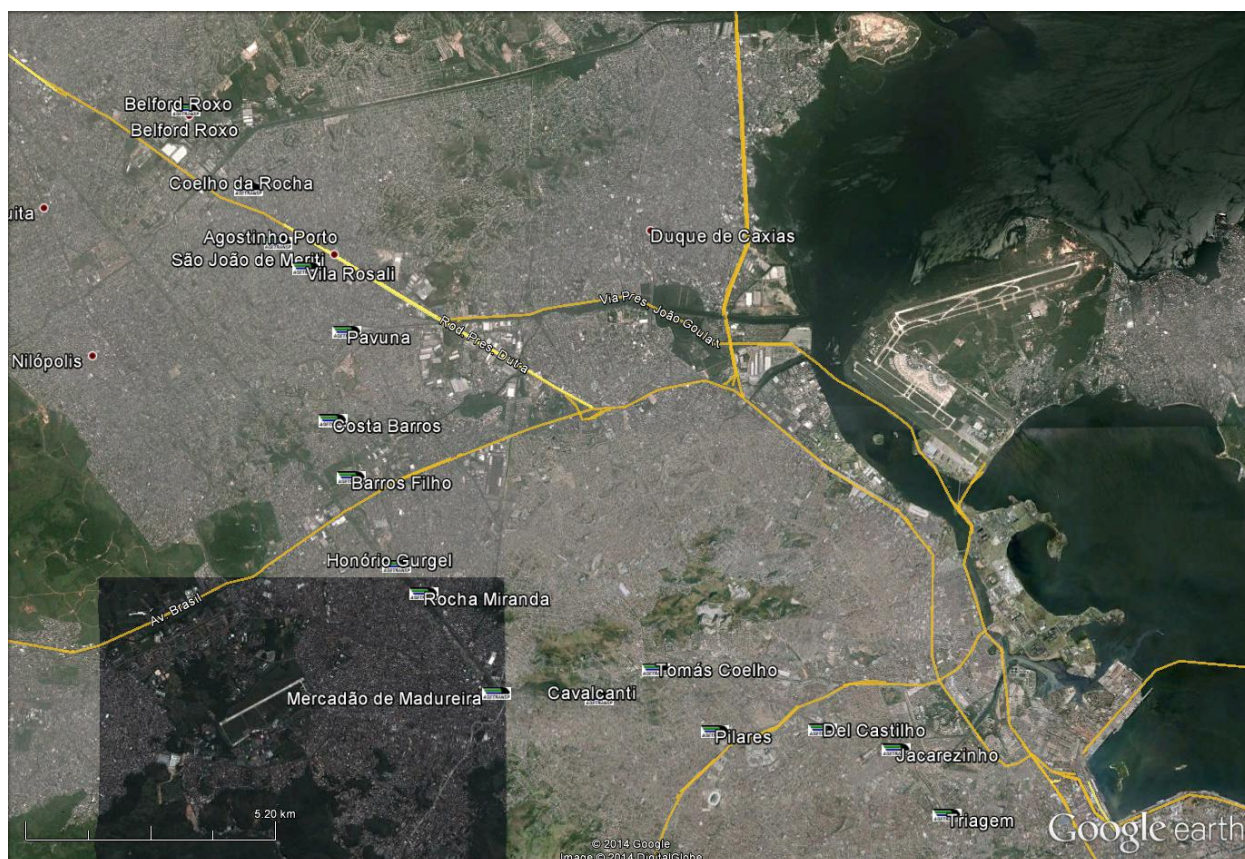 Belford Roxo
Belford Roxo
Coelho da Rocha
uita
Agostinho Porto
Duque de Caxias
São João de Meriti
Vila Rosali
Via Pres. João Goulart
Rod. Pres. Dutra
Pavuna
Nilópolis
Costa Barros
Barros Filho
Honório Gurgel
Rocha Miranda
Av. Brasil
Tomás Coelho
Mercadão de Madureira
Cavalcanti
Pilares
Del Castilho
Jacarezinho
5.20 km
Triagem
Google earth
© 2014 Google
Image © 2014 DigitalGlobe